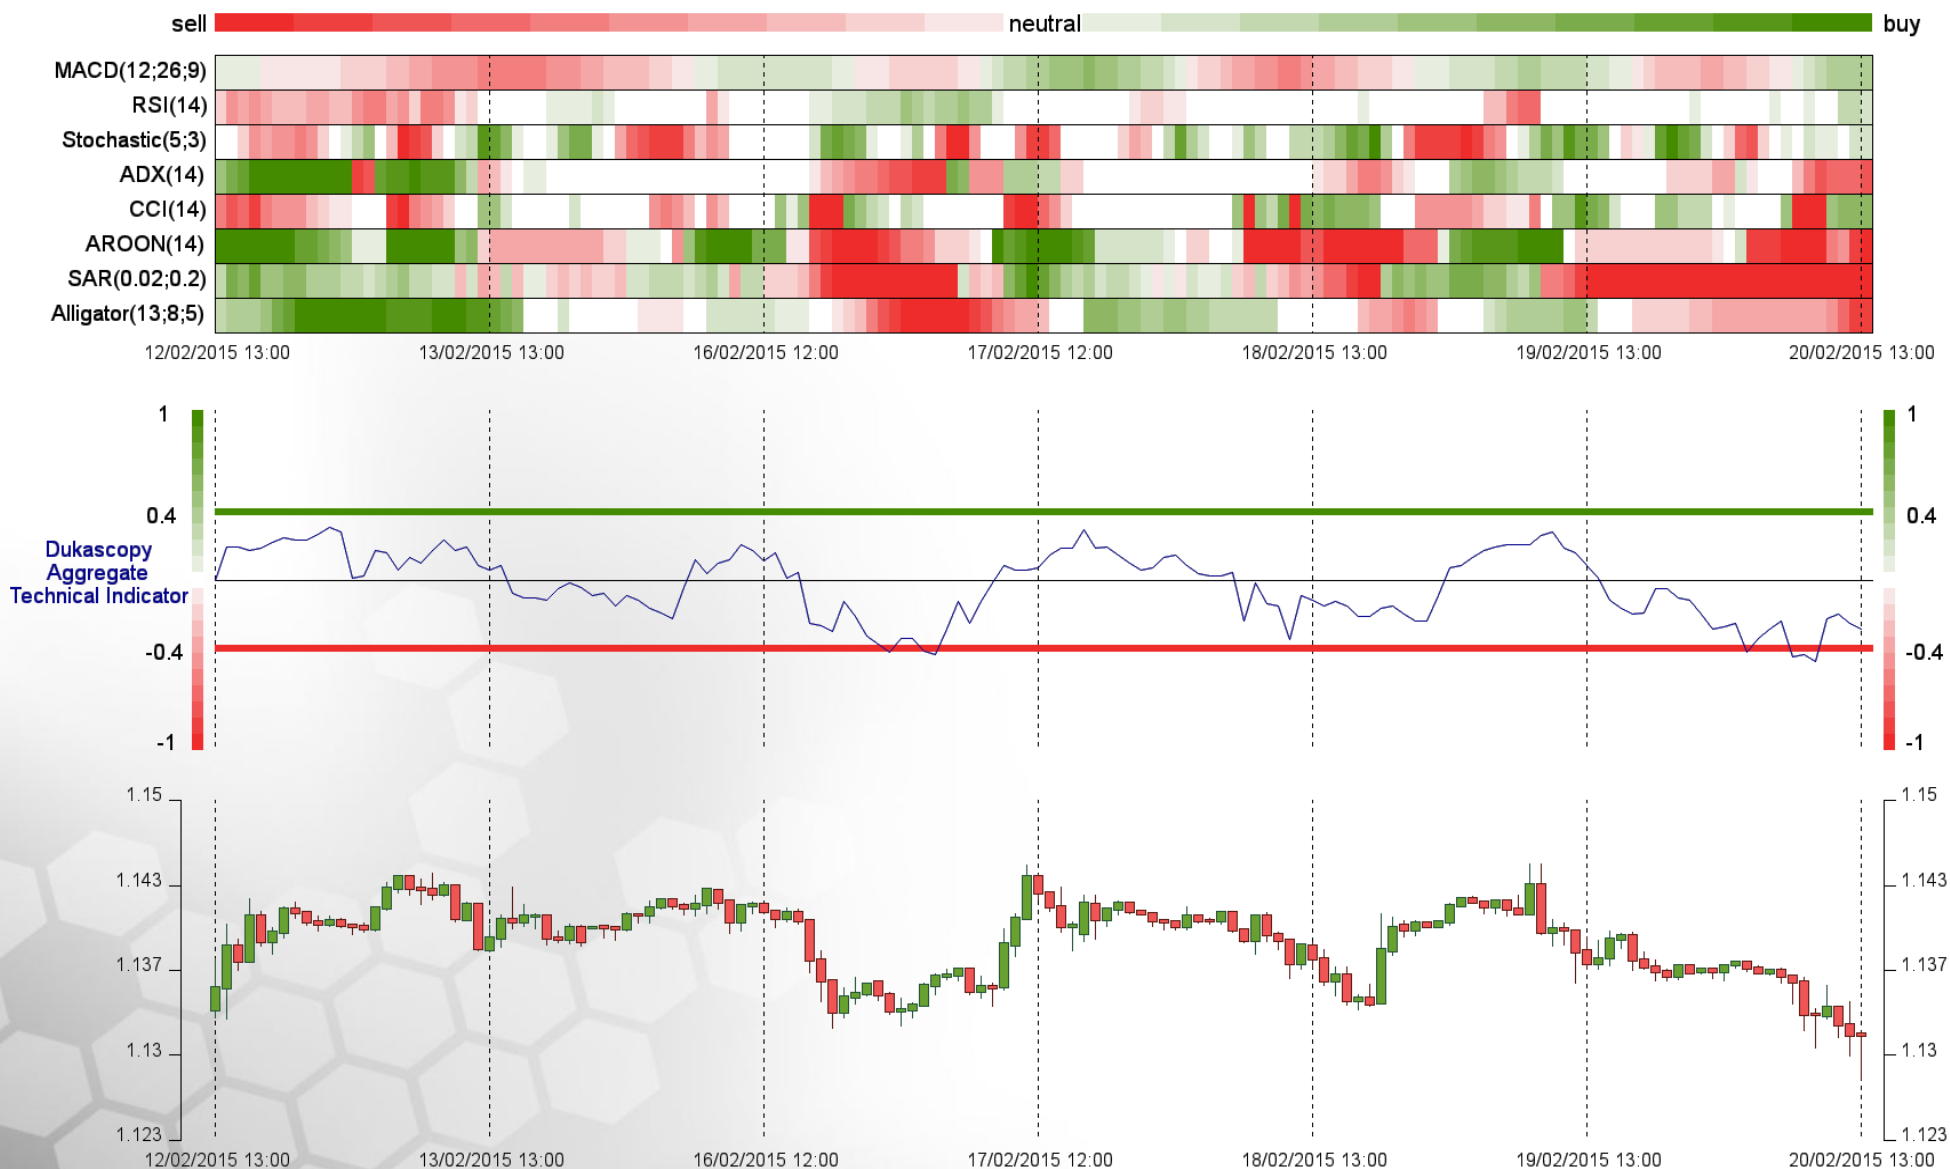 sell neutral buy
MACD(12;26;9)
RSI(14)
Stochastic(5;3)
ADX(14)
CCI(14)
AROON(14)
SAR(0.02;0.2)
Alligator(13;8;5)
12/02/2015 13:00 13/02/2015 13:00 16/02/2015 12:00 17/02/2015 12:00 18/02/2015 13:00 19/02/2015 13:00 20/02/2015 13:00
1 1
0.4 0.4
Dukascopy
Aggregate
Technical Indicator
-0.4 -0.4
-1 -1
1.15 1.15
1.143 1.143
1.137 1.137
1.13 1.13
1.123 1.123
12/02/2015 13:00 13/02/2015 13:00 16/02/2015 12:00 17/02/2015 12:00 18/02/2015 13:00 19/02/2015 13:00 20/02/2015 13:00